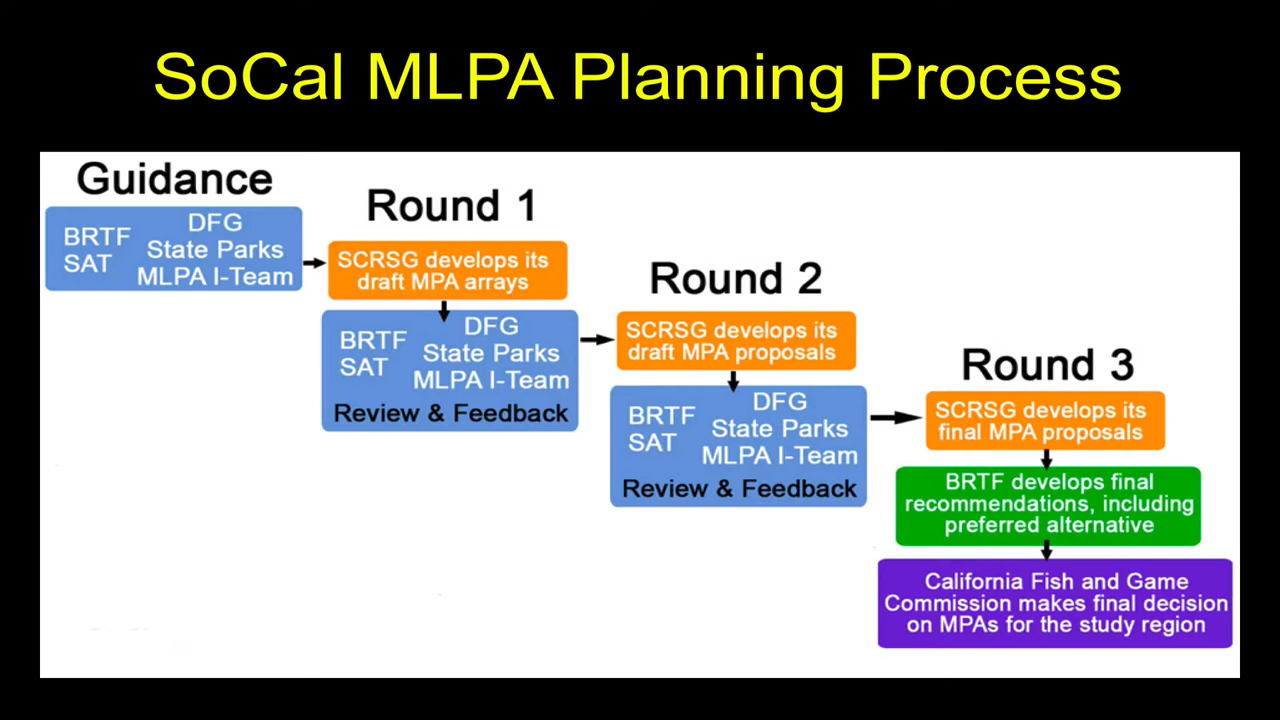 SoCal MLPA Planning Process
Guidance
BRTF
SAT
DFG
State Parks
MLPA I-Team
Round 1
SCRSG develops its
draft MPA arrays
BRTF
SAT
DFG
State Parks
MLPA I-Team
Review & Feedback
Round 2
SCRSG develops its
draft MPA proposals
BRTF
SAT
DFG
State Parks
MLPA I-Team
Review & Feedback
Round 3
SCRSG develops its
final MPA proposals
BRTF develops final
recommendations, including
preferred alternative
California Fish and Game
Commission makes final decision
on MPAs for the study region